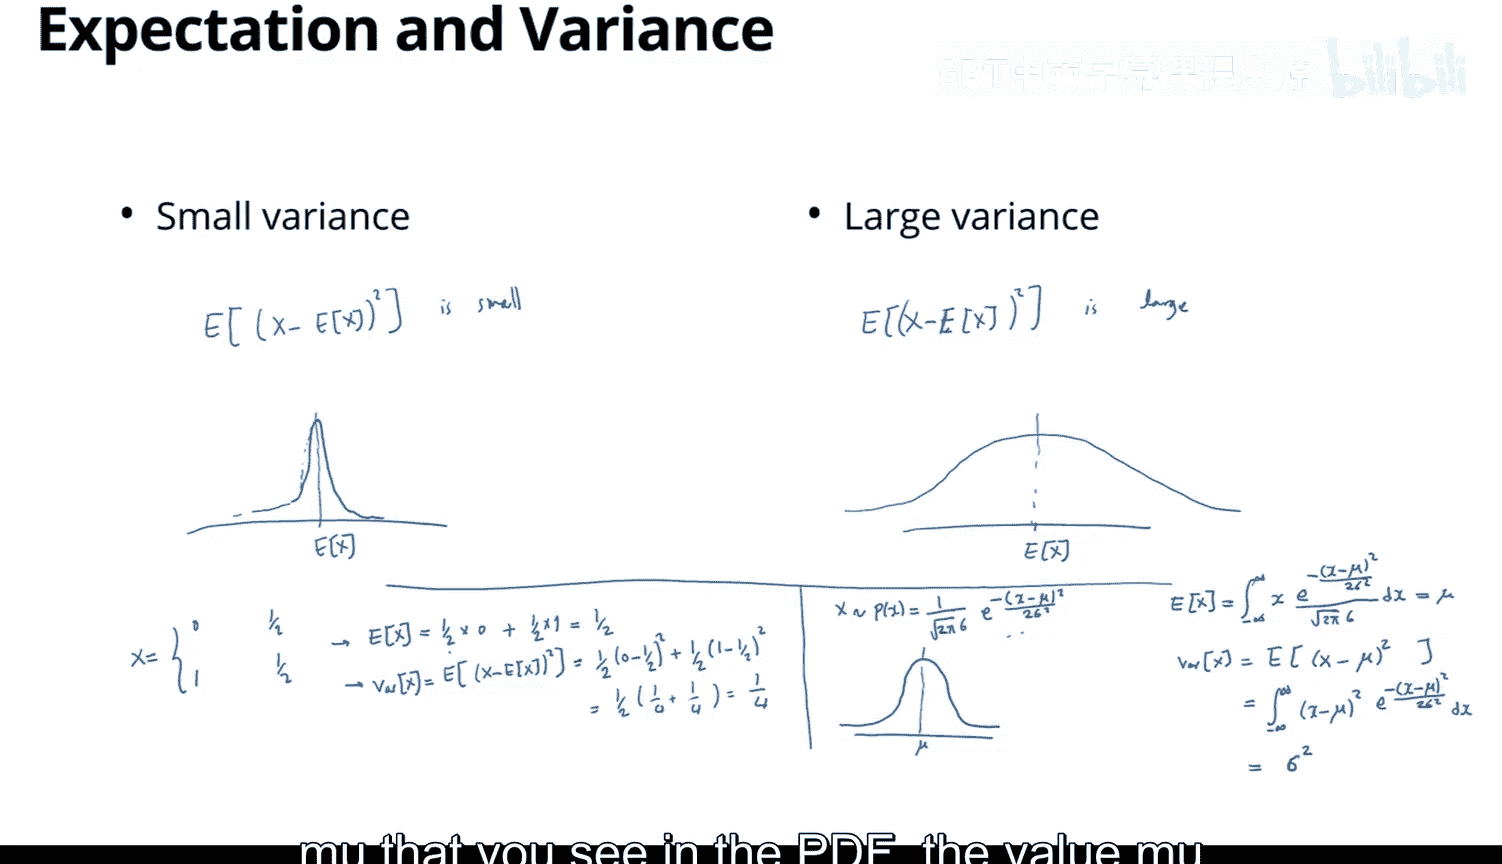 Expectation and Variance
bilibili
• Small variance
E[(x-E[x])²] is small
E[x]
• Large variance
E[(x-E[x])²] is large
E[x]
x= { 0 ½
1 ½
→ E[x] = ½ x 0 + ½ x 1 = ½
→ Var[x] = E[(x-E[x])²] = ½(0-½)² + ½(1-½)²
= ½(¼ + ¼) = ¼
x ~ p(x) = 1/√2π σ e^-(x-μ)²/2σ²
μ
E[x] = ∫_-∞^∞ x e^-(x-μ)²/2σ² / √2π σ dx = μ
Var[x] = E[(x-μ)²]
= ∫_-∞^∞ (x-μ)² e^-(x-μ)²/2σ² dx
= σ²
mu that you see in the PDF, the value mu